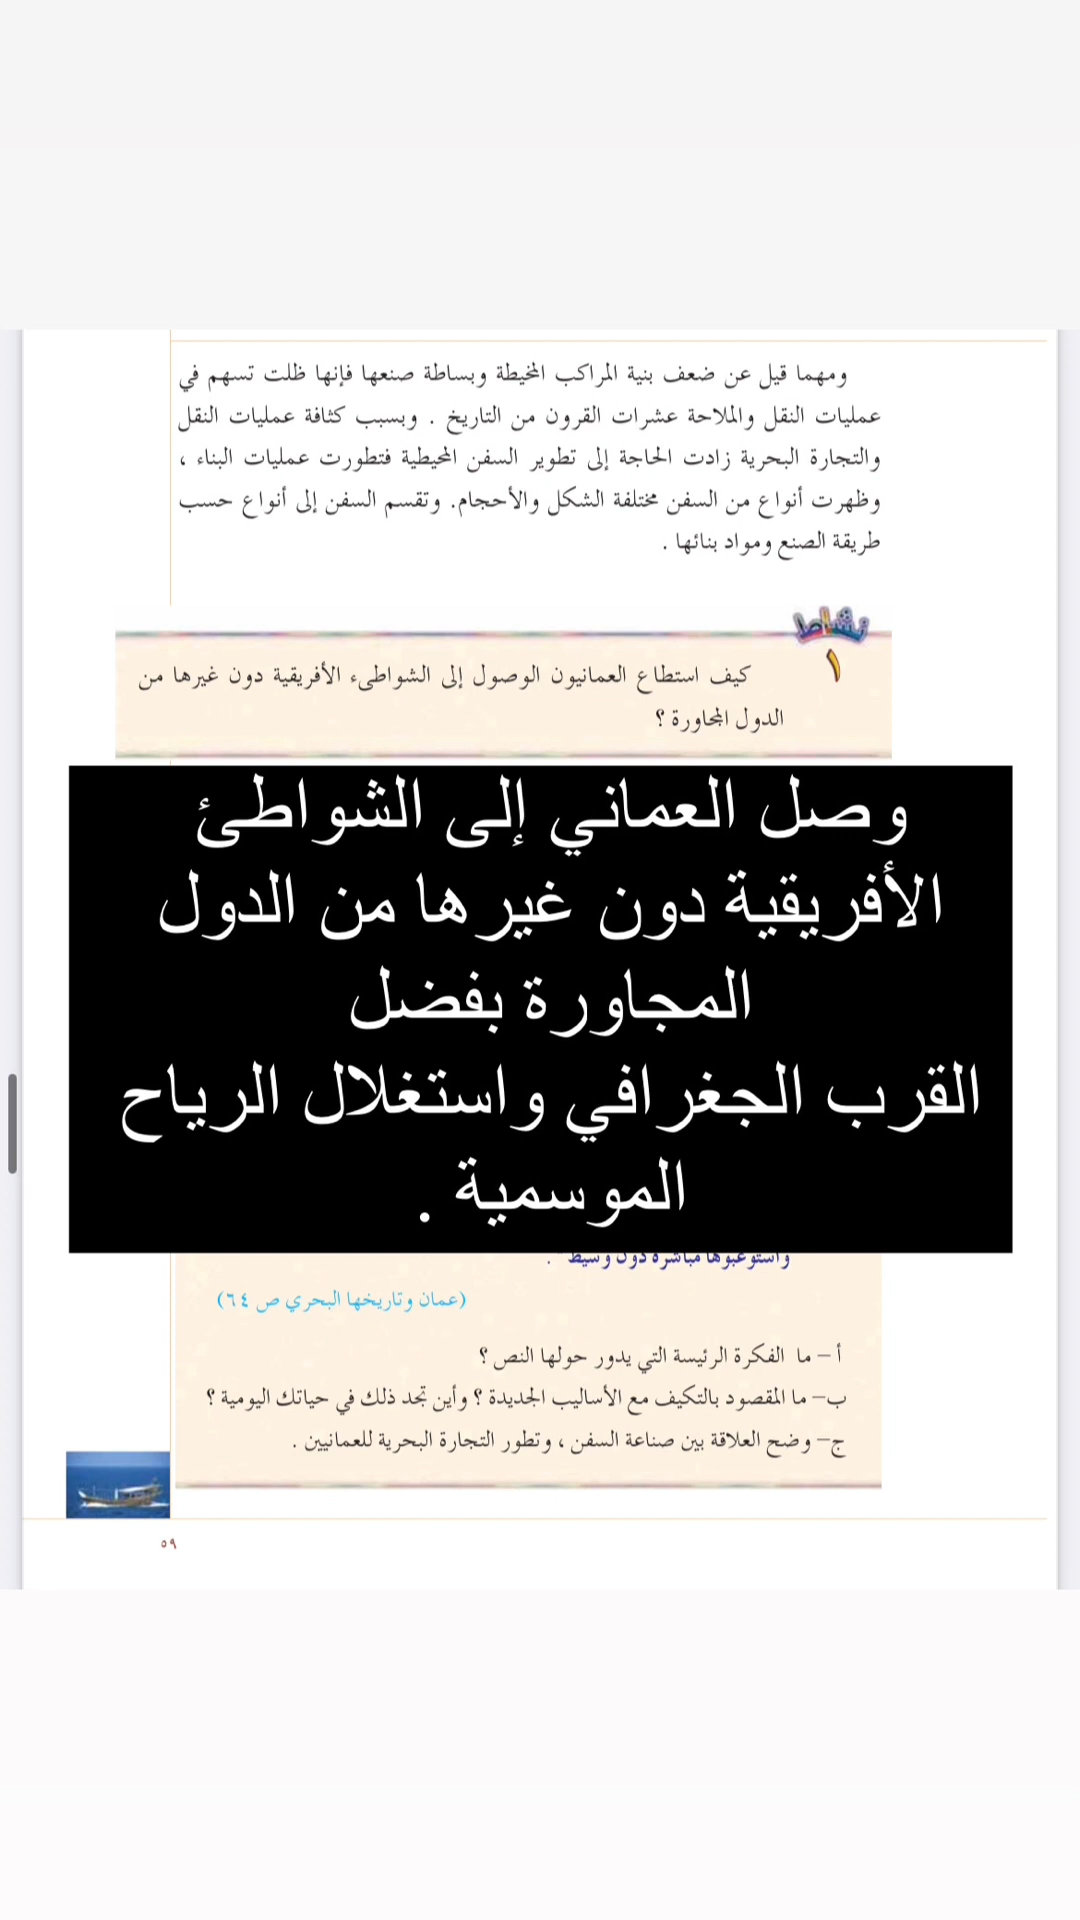 ومهما قيل عن ضعف بنية المراكب المخيطة وبساطة صنعها فإنها ظلت تسهم في
عمليات النقل والملاحة عشرات القرون من التاريخ . وبسبب كثافة عمليات النقل
والتجارة البحرية زادت الحاجة إلى تطوير السفن المحيطية فتطورت عمليات البناء ،
وظهرت أنواع من السفن مختلفة الشكل والأحجام. وتقسم السفن إلى أنواع حسب
طريقة الصنع ومواد بنائها .
نشاط
١
كيف استطاع العمانيون الوصول إلى الشواطىء الأفريقية دون غيرها من
الدول المجاورة ؟
وصل العماني إلى الشواطئ
الأفريقية دون غيرها من الدول
المجاورة بفضل
القرب الجغرافي واستغلال الرياح
الموسمية .
واستوعبوها مباشرة دون وسيط" .
(عمان وتاريخها البحري ص ٦٤)
أ – ما الفكرة الرئيسة التي يدور حولها النص ؟
ب– ما المقصود بالتكيف مع الأساليب الجديدة ؟ وأين تجد ذلك في حياتك اليومية ؟
ج– وضح العلاقة بين صناعة السفن ، وتطور التجارة البحرية للعمانيين .
٥٩